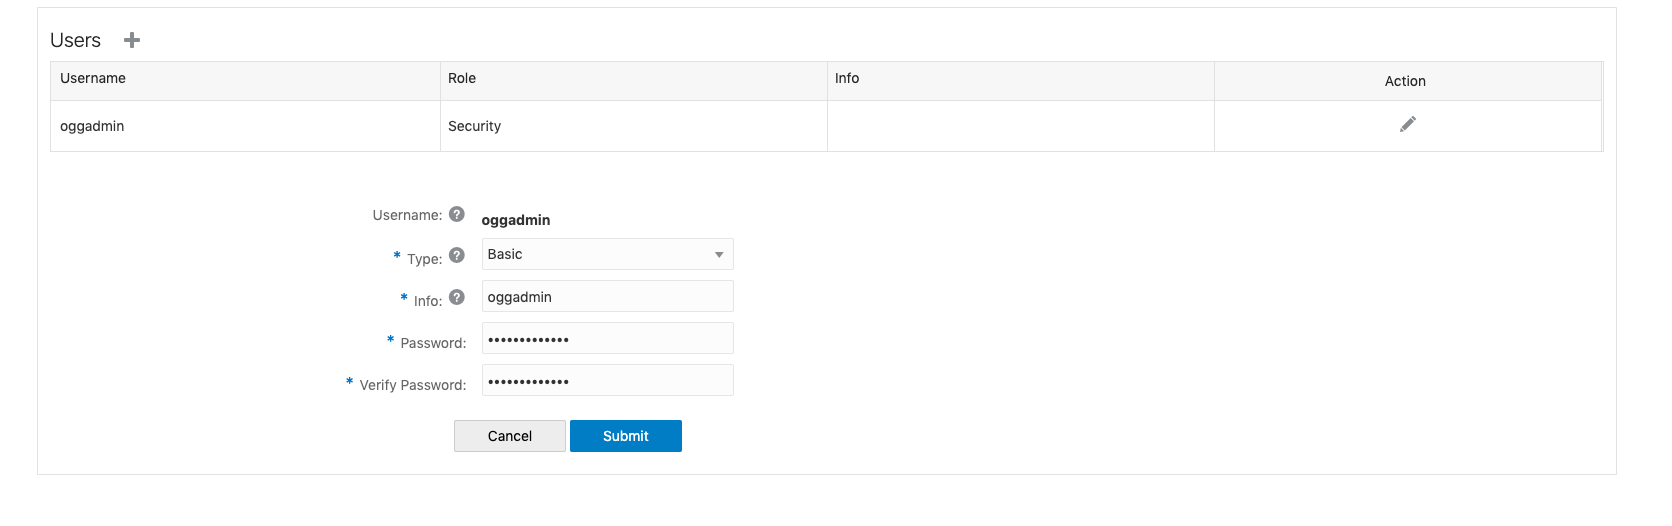 Users
Username Role Info Action
oggadmin Security
Username: ? oggadmin
* Type: ? Basic
* Info: ? oggadmin
* Password: •••••••••••••
* Verify Password: •••••••••••••
Cancel Submit